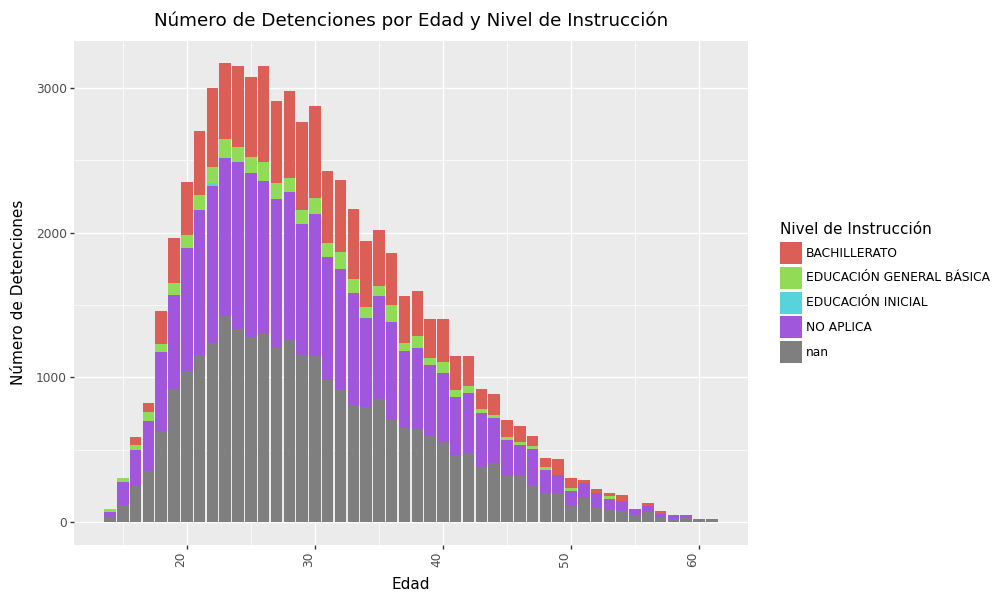 Número de Detenciones por Edad y Nivel de Instrucción
Número de Detenciones
3000
2000
1000
0
20
30
40
50
60
Edad
Nivel de Instrucción
BACHILLERATO
EDUCACIÓN GENERAL BÁSICA
EDUCACIÓN INICIAL
NO APLICA
nan